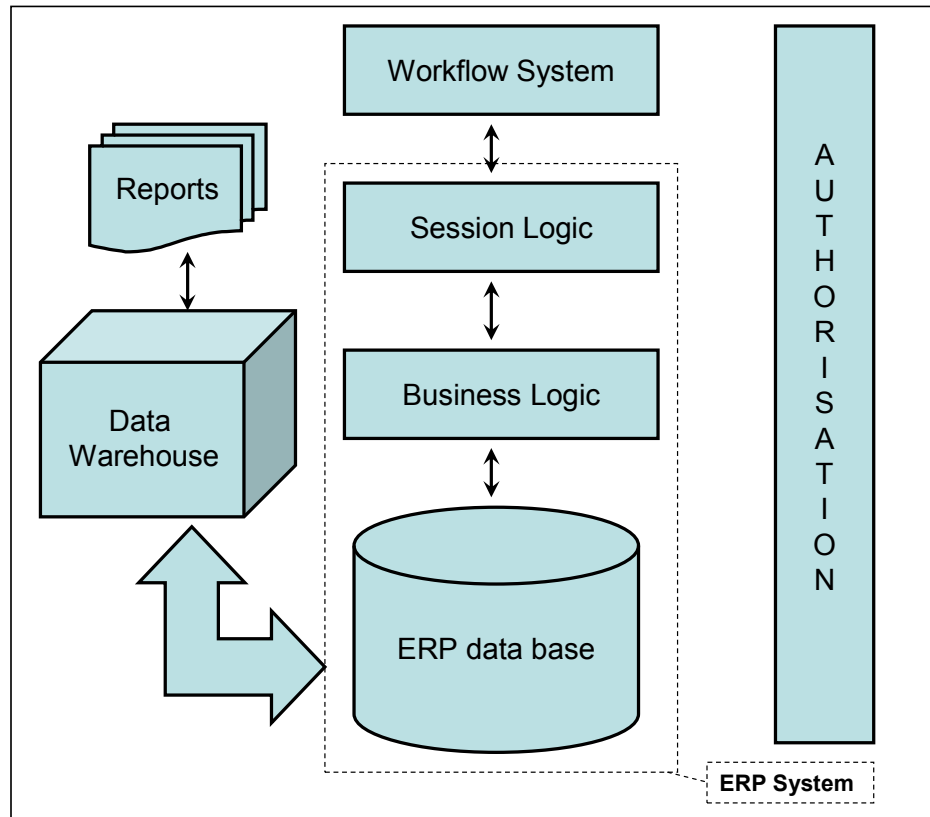 Workflow System
Reports
Session Logic
Business Logic
Data
Warehouse
ERP data base
A
U
T
H
O
R
I
S
A
T
I
O
N
ERP System